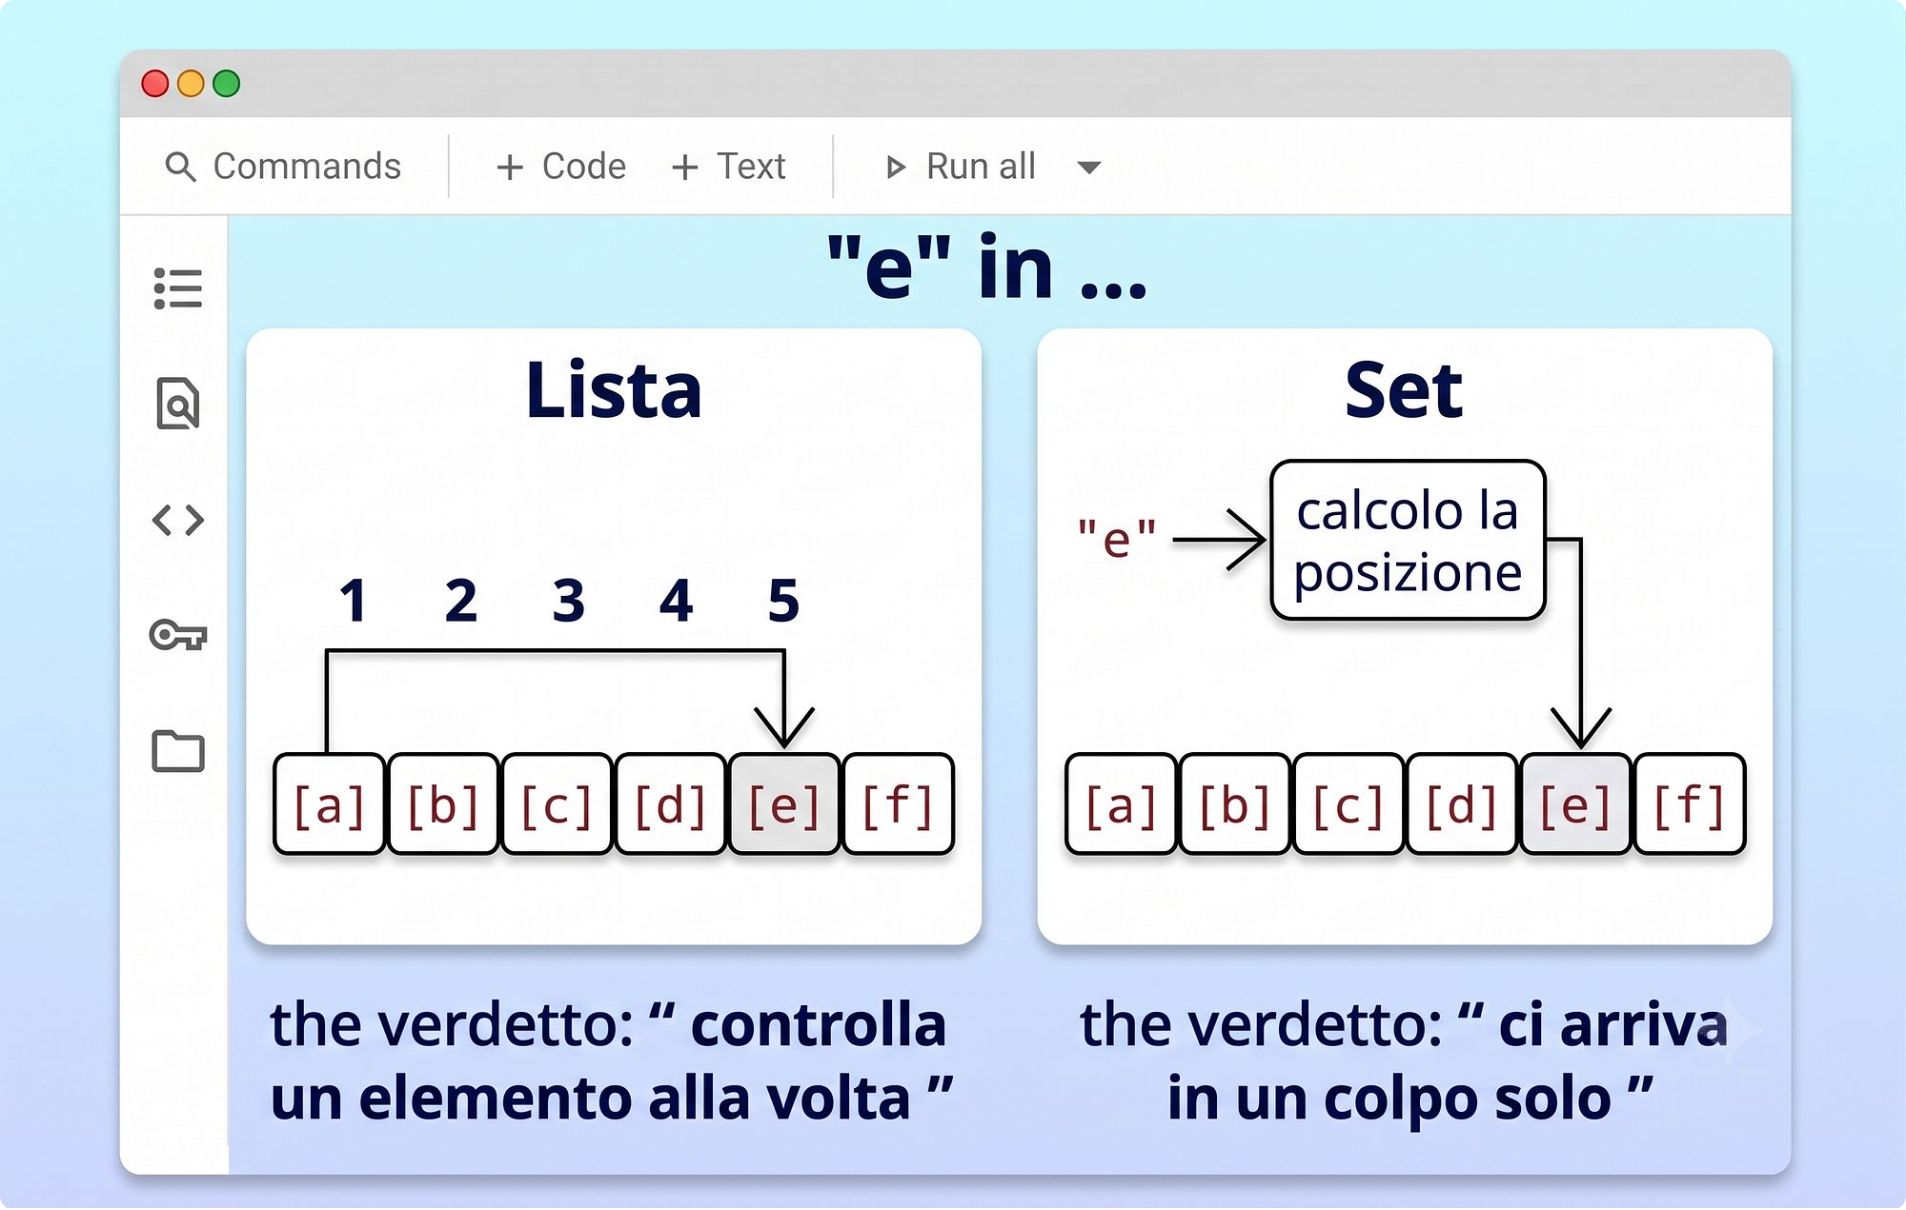 Commands + Code + Text Run all
"e" in ...
Lista
1 2 3 4 5
[a] [b] [c] [d] [e] [f]
the verdetto: “ controlla
un elemento alla volta ”
Set
"e"
calcolo la
posizione
[a] [b] [c] [d] [e] [f]
the verdetto: “ ci arriva
in un colpo solo ”